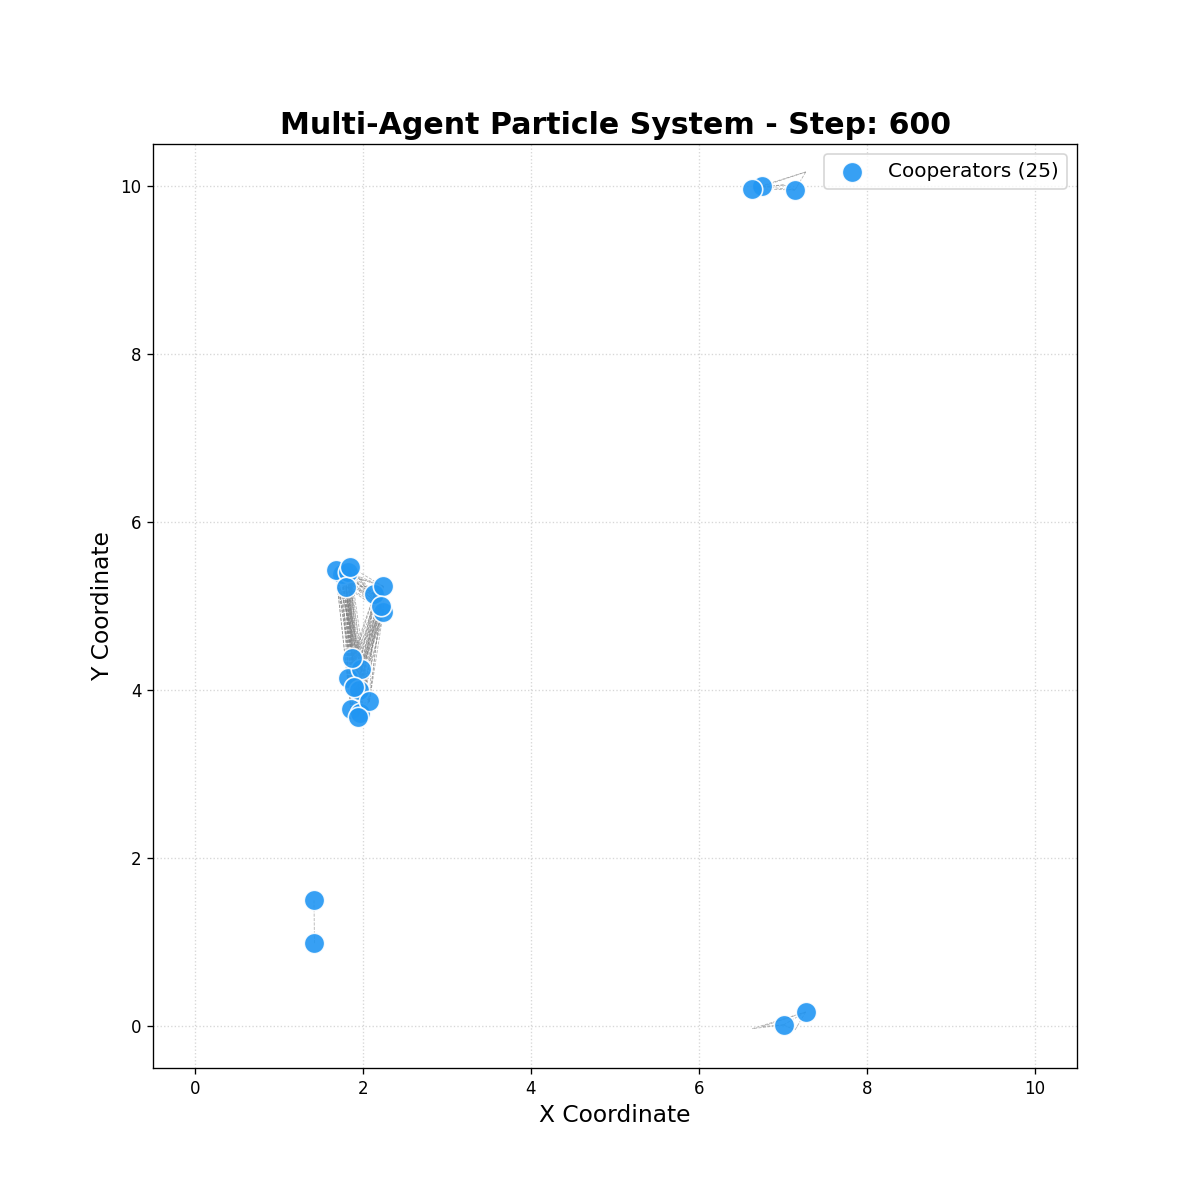 Multi-Agent Particle System - Step: 600
Cooperators (25)
10
8
6
4
2
0
Y Coordinate
0 2 4 6 8 10
X Coordinate